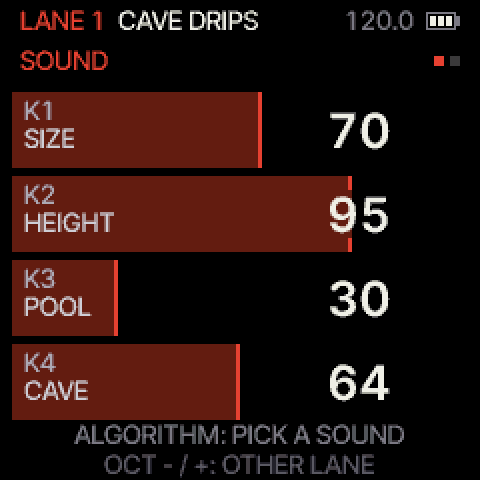 LANE 1 CAVE DRIPS 120.0
SOUND
K1
SIZE 70
K2
HEIGHT 95
K3
POOL 30
K4
CAVE 64
ALGORITHM: PICK A SOUND
OCT - / +: OTHER LANE